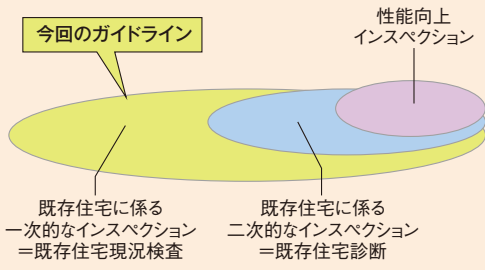 今回のガイドライン
性能向上
インスペクション
既存住宅に係る
一次的なインスペクション
＝既存住宅現況検査
既存住宅に係る
二次的なインスペクション
＝既存住宅診断